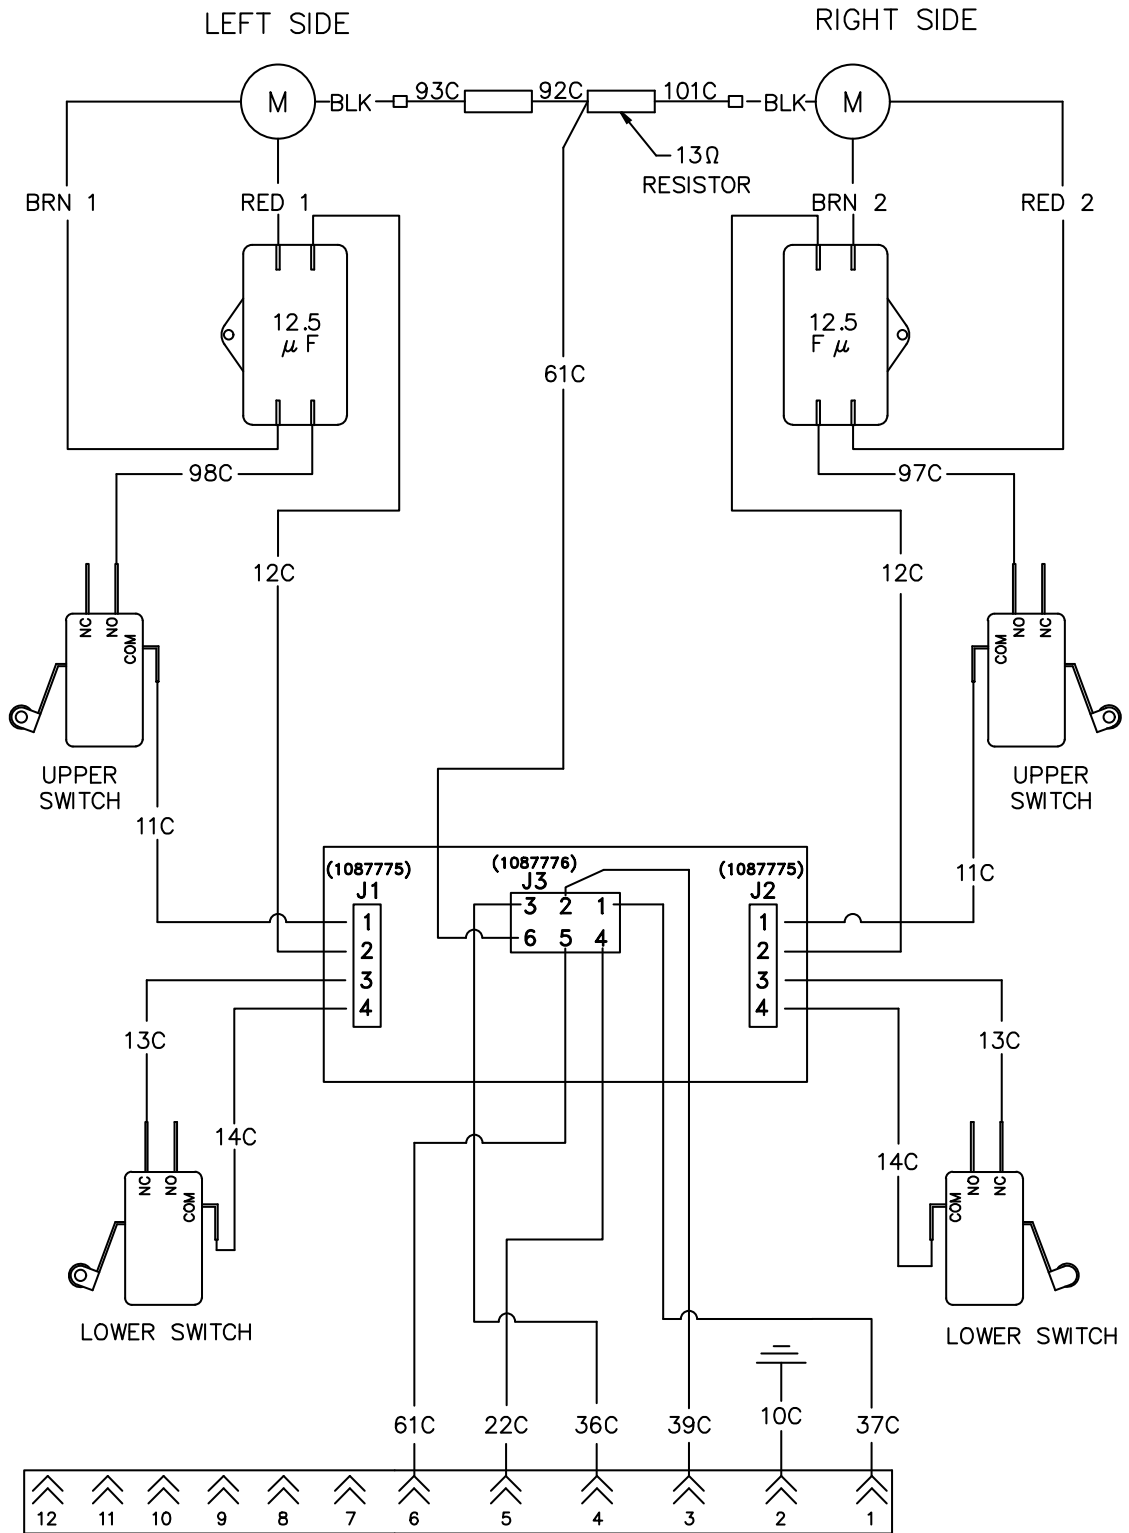 LEFT SIDE
RIGHT SIDE
M
BLK
93C
92C
101C
BLK
M
13Ω
RESISTOR
BRN 1
RED 1
BRN 2
RED 2
12.5
μ F
12.5
F μ
61C
98C
97C
12C
12C
NC
NO
COM
COM
NO
NC
UPPER
SWITCH
UPPER
SWITCH
11C
11C
(1087775)
J1
(1087776)
J3
(1087775)
J2
1
2
3
4
3 2 1
6 5 4
1
2
3
4
13C
13C
14C
14C
NC
NO
COM
COM
NO
NC
LOWER SWITCH
LOWER SWITCH
61C
22C
36C
39C
10C
37C
12 11 10 9 8 7 6 5 4 3 2 1